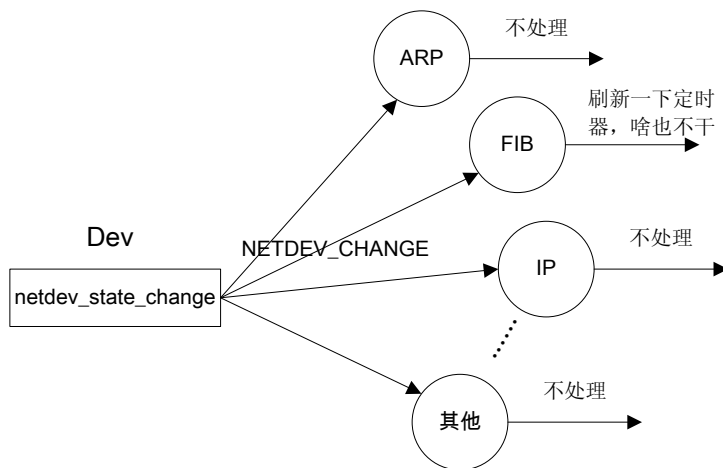 不处理
ARP
刷新一下定时
器，啥也不干
FIB
Dev
NETDEV_CHANGE
不处理
IP
netdev_state_change
不处理
其他